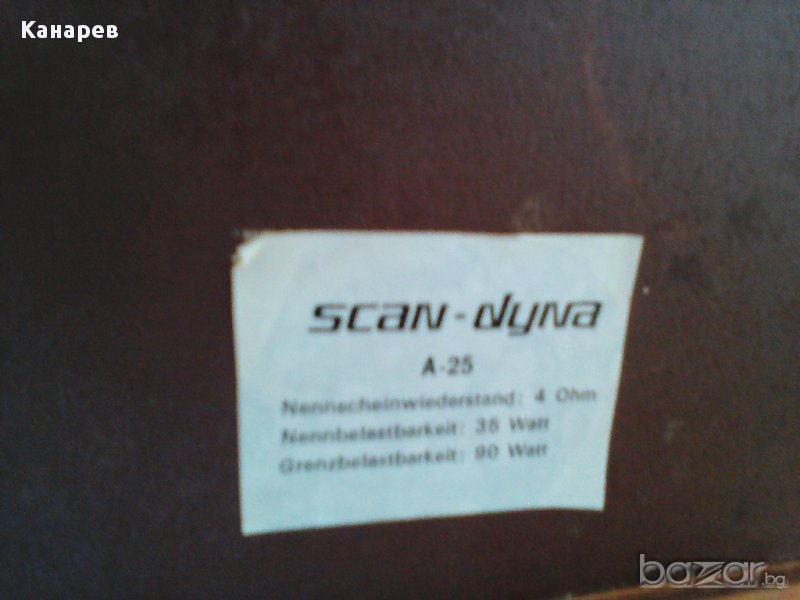 Канарев
scan-dyna
A-25
Nennscheinwiederstand: 4 Ohm
Nennbelastbarkeit: 35 Watt
Grenzbelastbarkeit: 90 Watt
bazar.bg